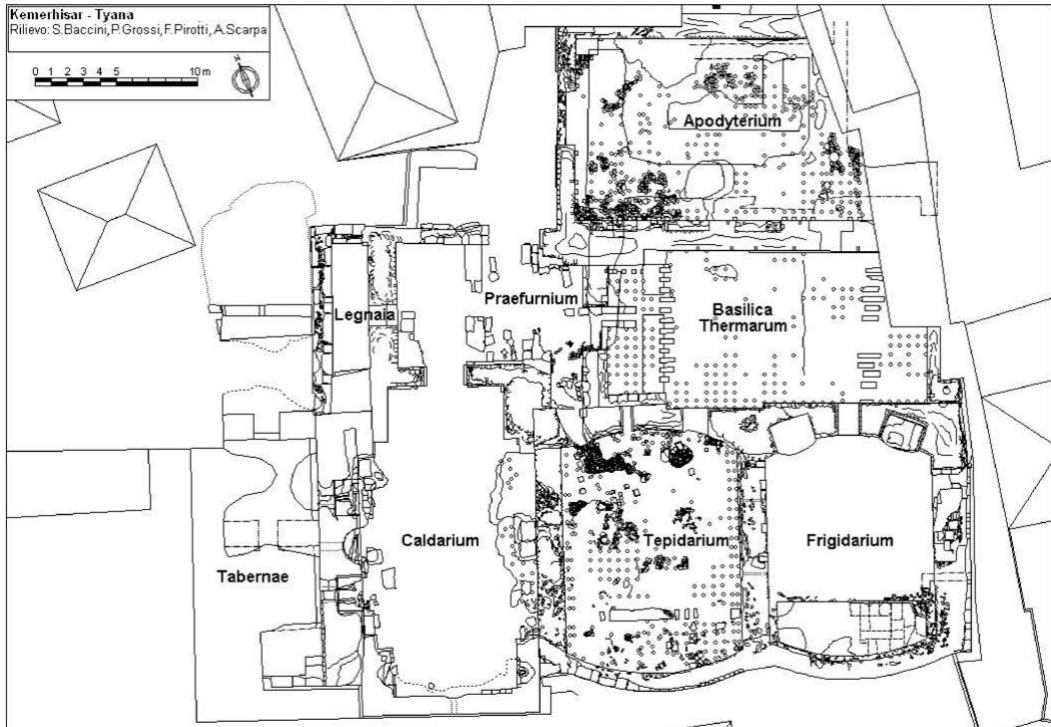 Kemerhisar - Tyana
Rilievo: S.Baccini, P.Grossi, F.Pirotti, A.Scarpa
0 1 2 3 4 5 10 m
N
Apodyterium
Praefurnium
Legnaia
Basilica
Thermarum
Caldarium
Tepidarium
Frigidarium
Tabernae